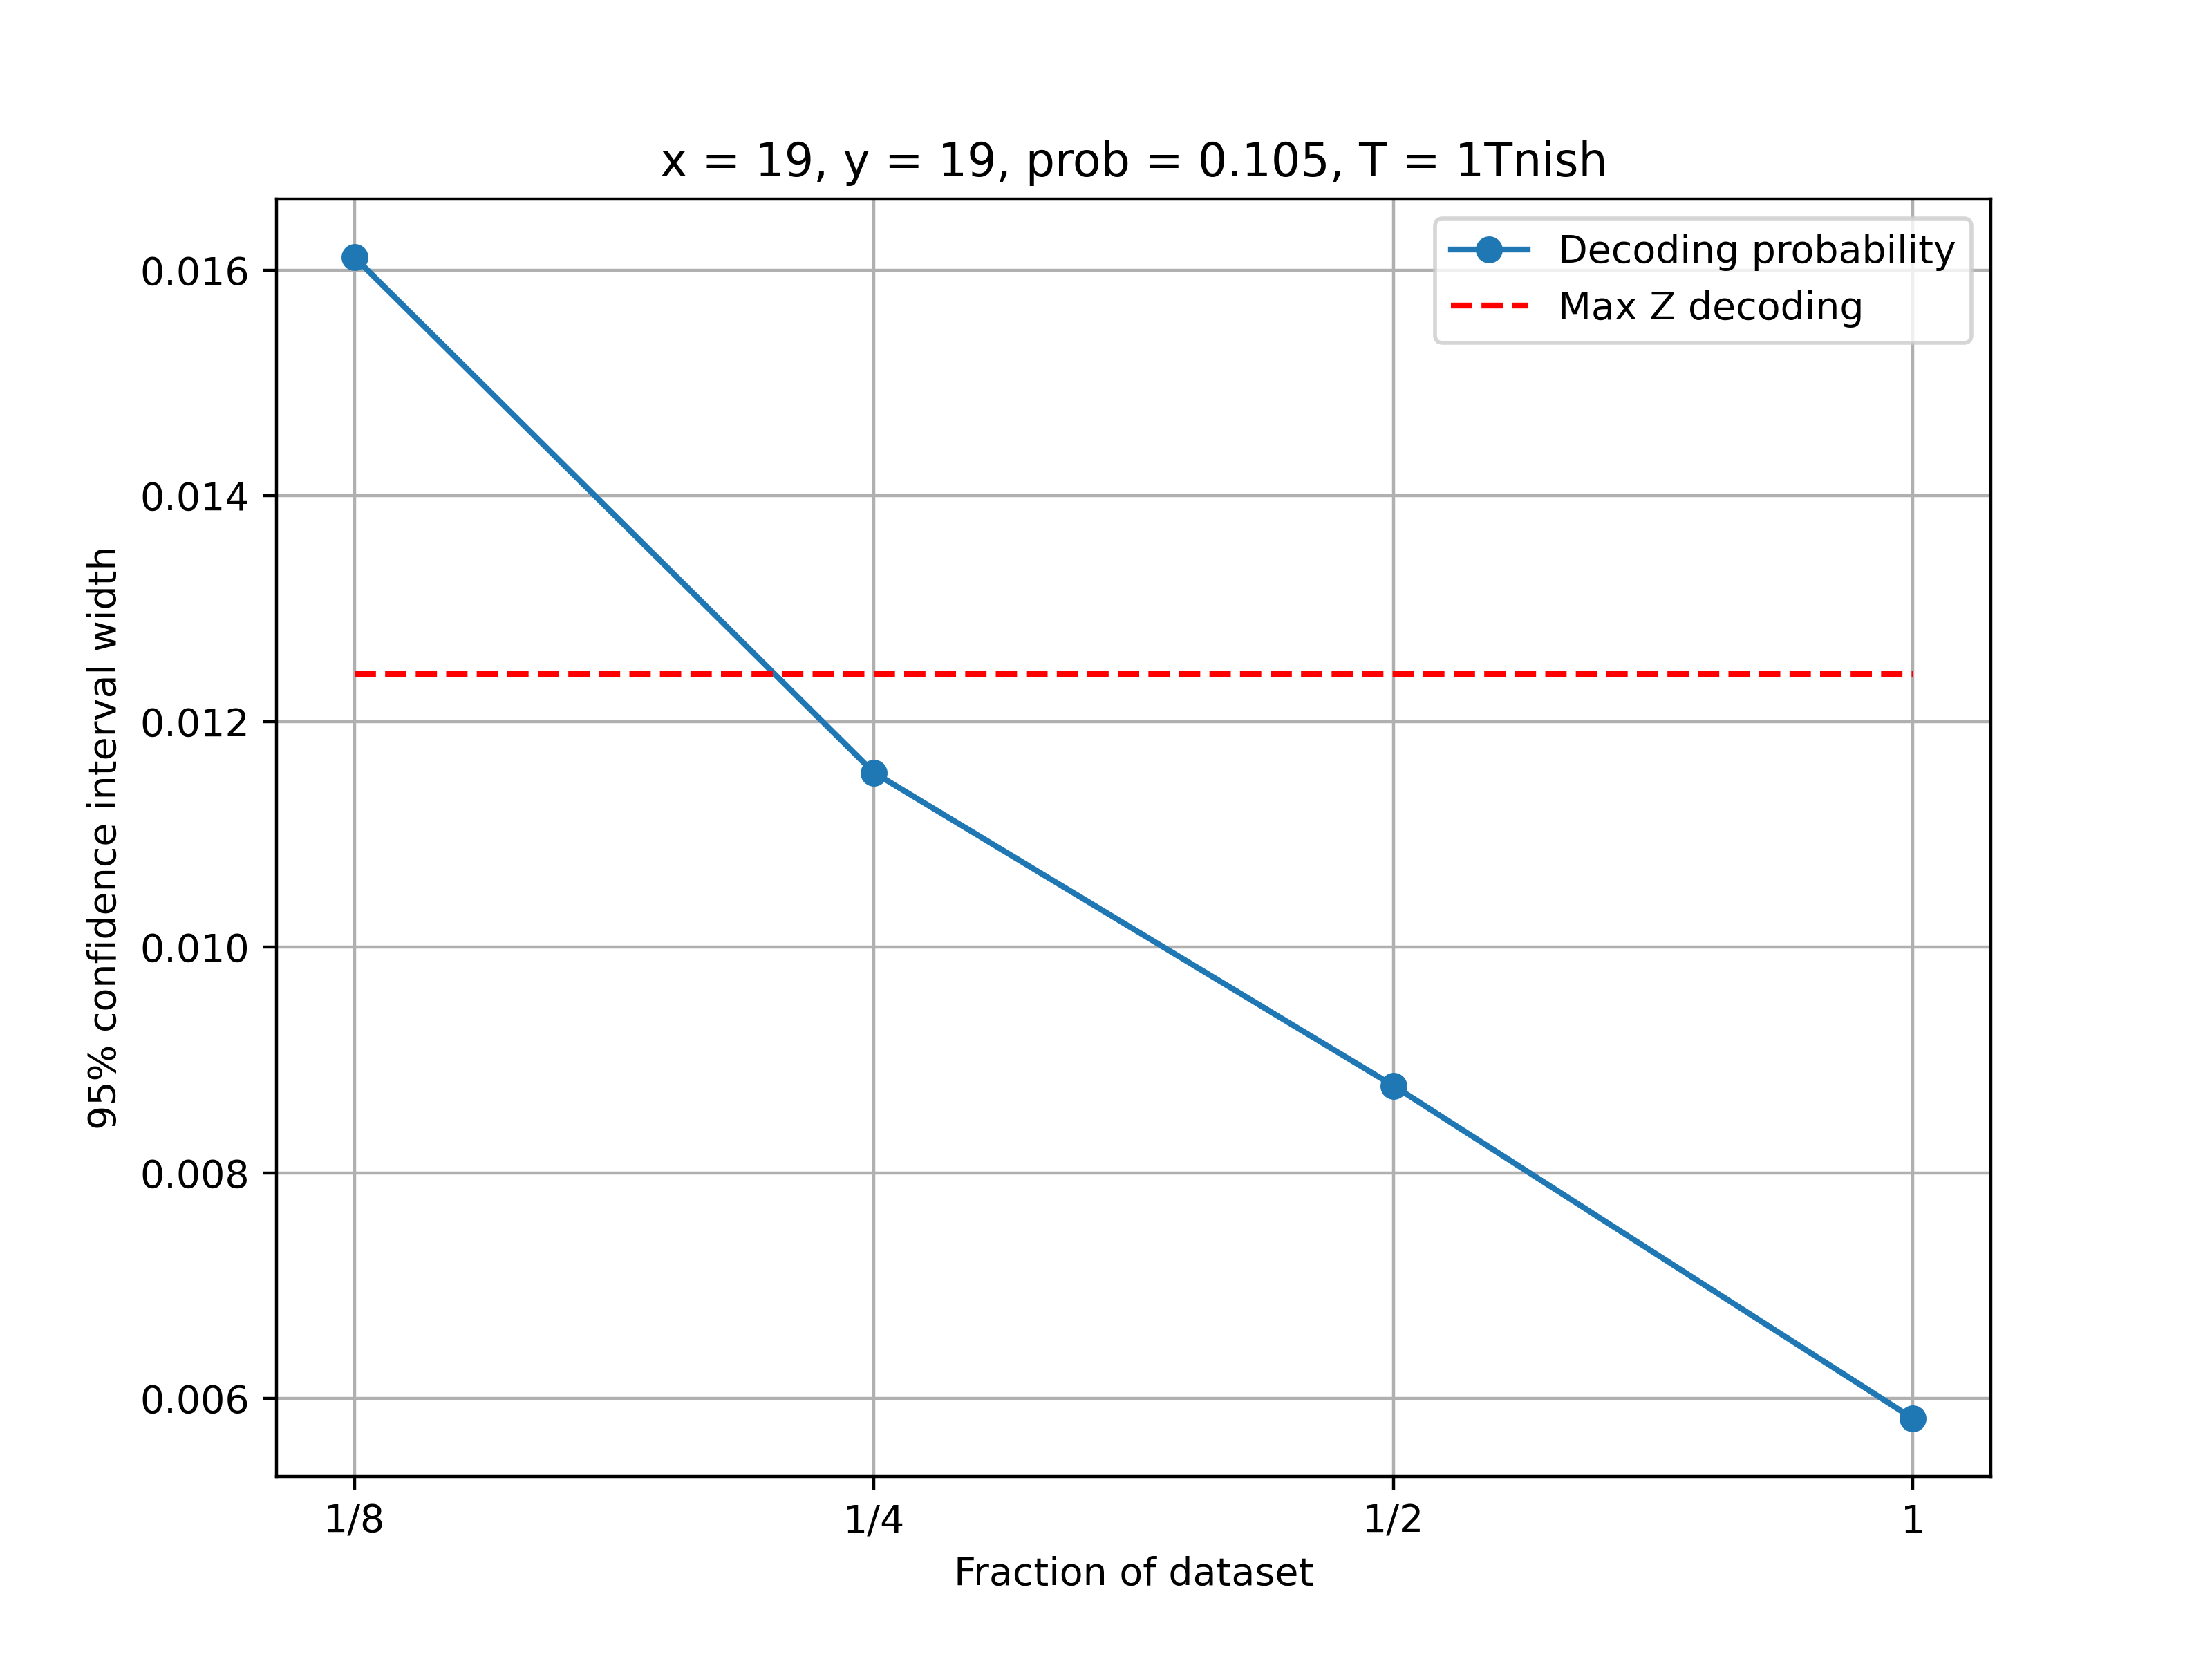 x = 19, y = 19, prob = 0.105, T = 1Tnish
Decoding probability
Max Z decoding
95% confidence interval width
0.016
0.014
0.012
0.010
0.008
0.006
1/8 1/4 1/2 1
Fraction of dataset